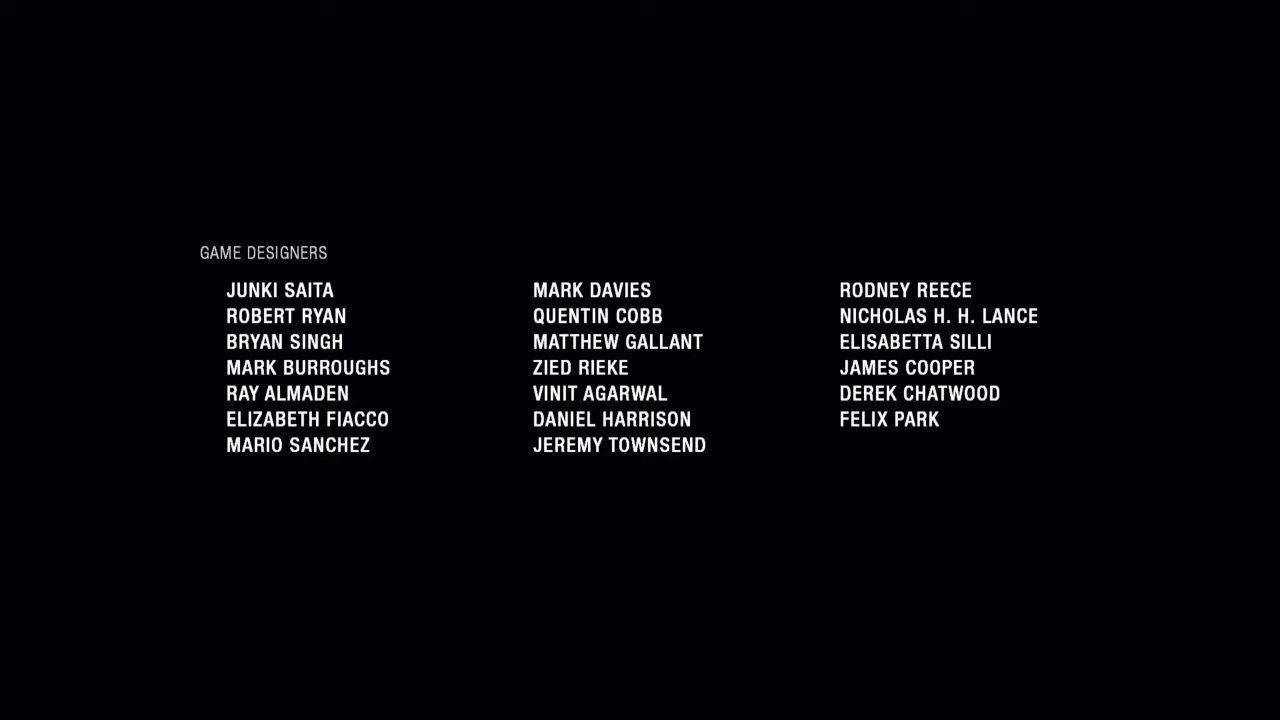 GAME DESIGNERS
JUNKI SAITA
ROBERT RYAN
BRYAN SINGH
MARK BURROUGHS
RAY ALMADEN
ELIZABETH FIACCO
MARIO SANCHEZ
MARK DAVIES
QUENTIN COBB
MATTHEW GALLANT
ZIED RIEKE
VINIT AGARWAL
DANIEL HARRISON
JEREMY TOWNSEND
RODNEY REECE
NICHOLAS H. H. LANCE
ELISABETTA SILLI
JAMES COOPER
DEREK CHATWOOD
FELIX PARK